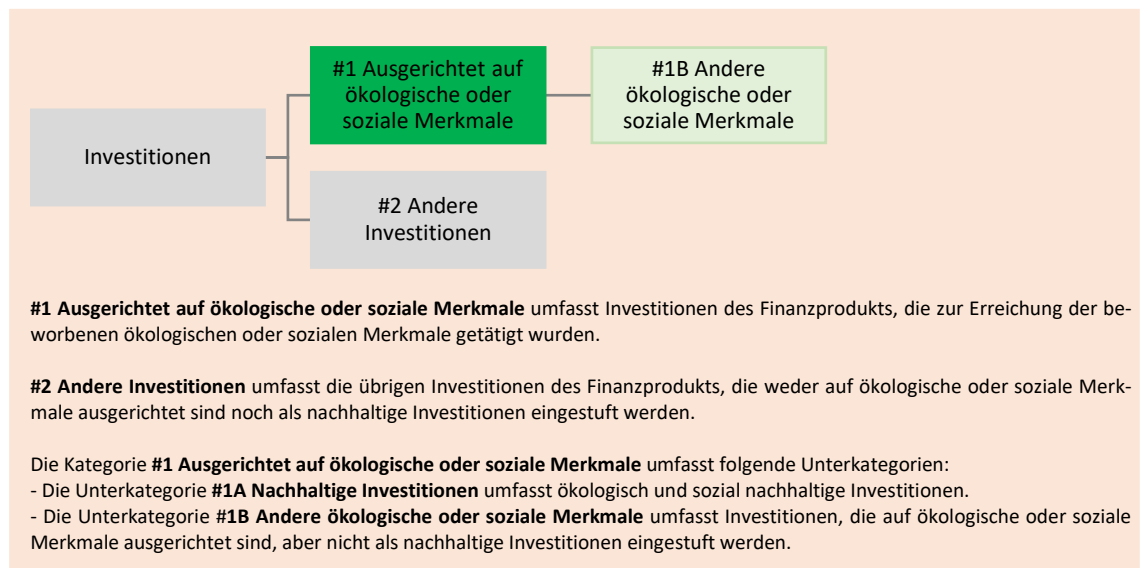 #1 Ausgerichtet auf
ökologische oder
soziale Merkmale
#1B Andere
ökologische oder
soziale Merkmale
Investitionen
#2 Andere
Investitionen
#1 Ausgerichtet auf ökologische oder soziale Merkmale umfasst Investitionen des Finanzprodukts, die zur Erreichung der be-
worbenen ökologischen oder sozialen Merkmale getätigt wurden.
#2 Andere Investitionen umfasst die übrigen Investitionen des Finanzprodukts, die weder auf ökologische oder soziale Merk-
male ausgerichtet sind noch als nachhaltige Investitionen eingestuft werden.
Die Kategorie #1 Ausgerichtet auf ökologische oder soziale Merkmale umfasst folgende Unterkategorien:
- Die Unterkategorie #1A Nachhaltige Investitionen umfasst ökologisch und sozial nachhaltige Investitionen.
- Die Unterkategorie #1B Andere ökologische oder soziale Merkmale umfasst Investitionen, die auf ökologische oder soziale
Merkmale ausgerichtet sind, aber nicht als nachhaltige Investitionen eingestuft werden.